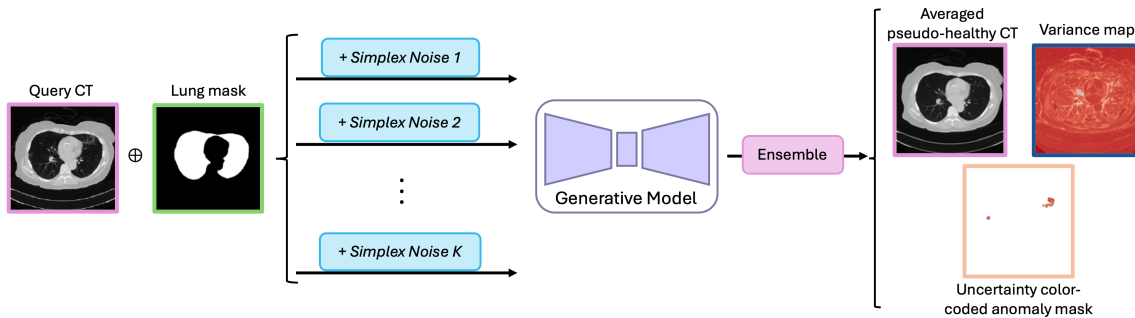 Query CT
Lung mask
+ Simplex Noise 1
+ Simplex Noise 2
+ Simplex Noise K
Generative Model
Ensemble
Averaged
pseudo-healthy CT
Variance map
Uncertainty color-
coded anomaly mask